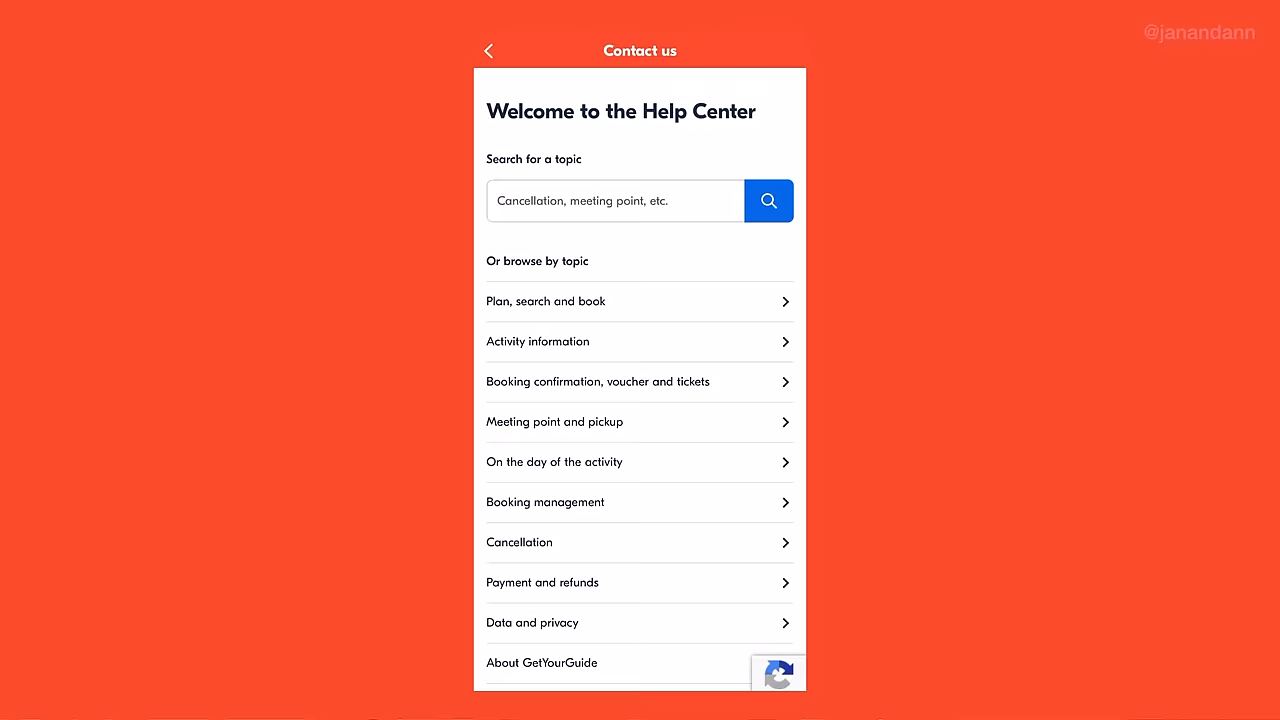 @janandann
Contact us
Welcome to the Help Center
Search for a topic
Cancellation, meeting point, etc.
Or browse by topic
Plan, search and book
Activity information
Booking confirmation, voucher and tickets
Meeting point and pickup
On the day of the activity
Booking management
Cancellation
Payment and refunds
Data and privacy
About GetYourGuide